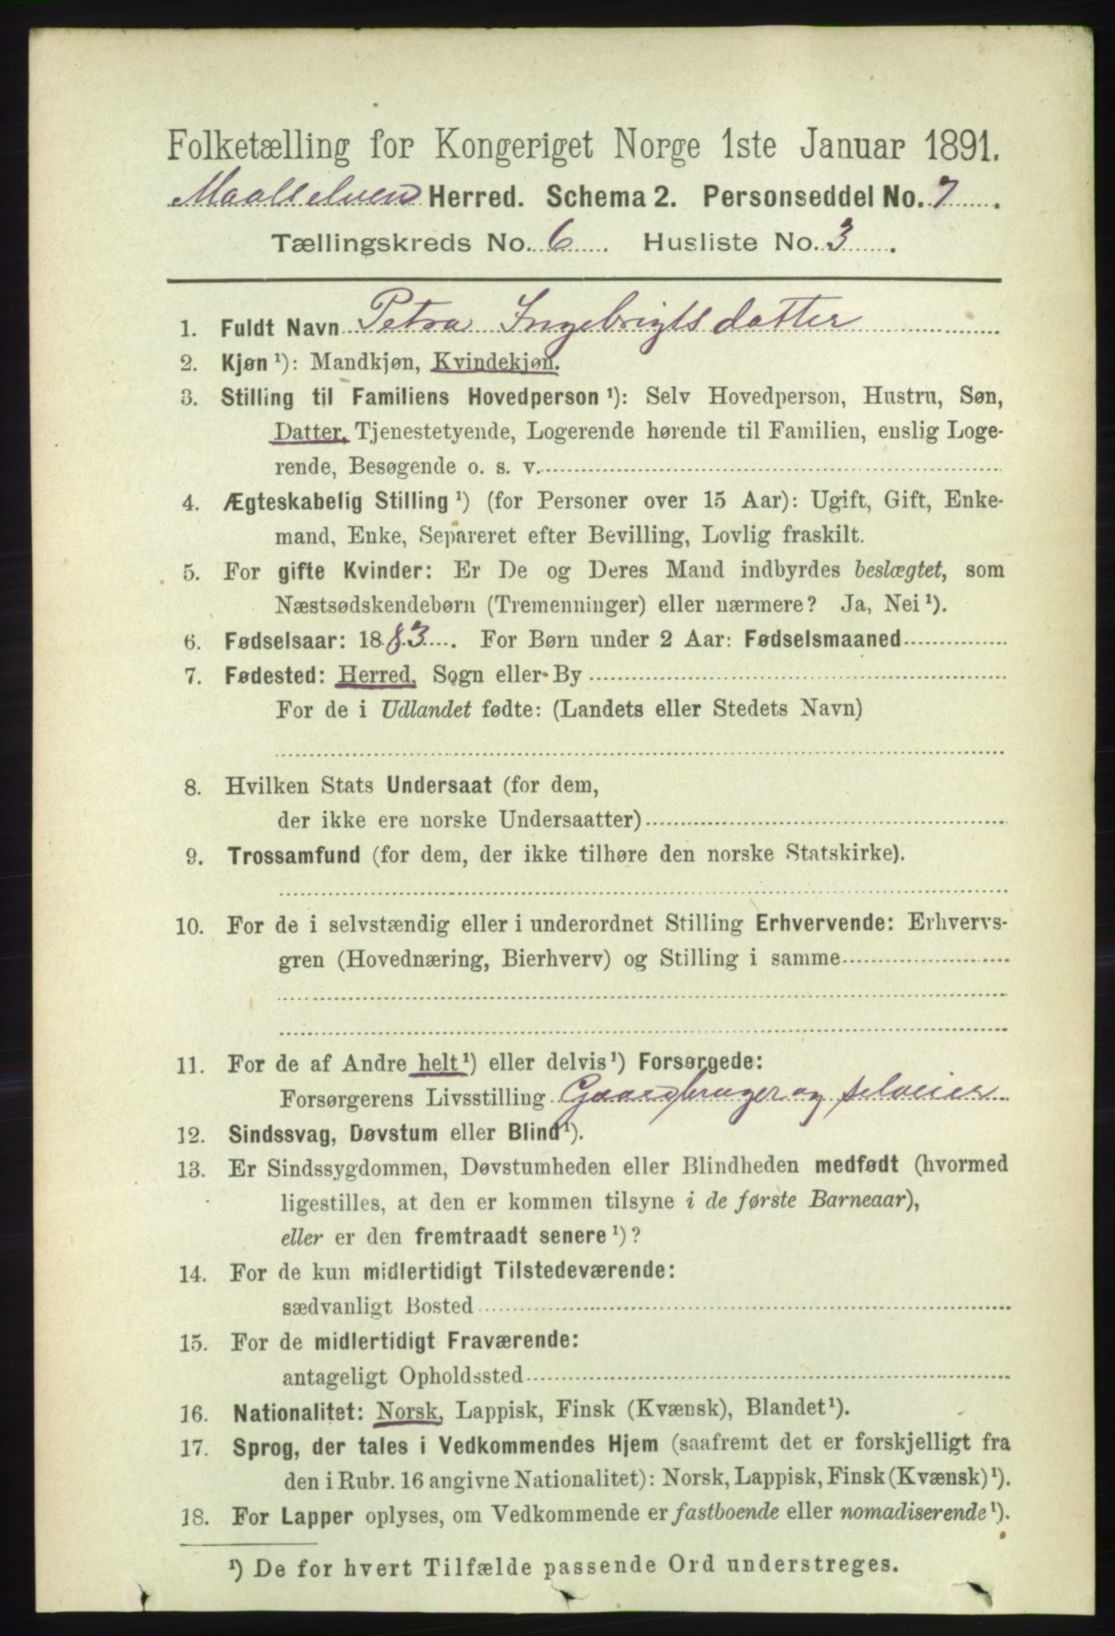 Folketælling for Kongeriget Norge 1ste Januar 1891.
Maalselven Herred. Schema 2. Personseddel No. 7.
Tællingskreds No. 6. Husliste No. 3.
1. Fuldt Navn Petra Ingebrigtsdatter
2. Kjøn ¹): Mandkjøn, Kvindekjøn.
3. Stilling til Familiens Hovedperson ¹): Selv Hovedperson, Hustru, Søn,
Datter, Tjenestetyende, Logerende hørende til Familien, enslig Loge-
rende, Besøgende o. s. v.
4. Ægteskabelig Stilling ¹) (for Personer over 15 Aar): Ugift, Gift, Enke-
mand, Enke, Separeret efter Bevilling, Lovlig fraskilt.
5. For gifte Kvinder: Er De og Deres Mand indbyrdes beslægtet, som
Næstsødskendebørn (Tremenninger) eller nærmere? Ja, Nei ¹).
6. Fødselsaar: 1883. For Børn under 2 Aar: Fødselsmaaned
7. Fødested: Herred, Sogn eller By
For de i Udlandet fødte: (Landets eller Stedets Navn)
8. Hvilken Stats Undersaat (for dem,
der ikke ere norske Undersaatter)
9. Trossamfund (for dem, der ikke tilhøre den norske Statskirke).
10. For de i selvstændig eller i underordnet Stilling Erhvervende: Erhvervs-
gren (Hovednæring, Bierhverv) og Stilling i samme
11. For de af Andre helt ¹) eller delvis ¹) Forsørgede:
Forsørgerens Livsstilling Gaardbruger og selveier
12. Sindssvag, Døvstum eller Blind ¹).
13. Er Sindssygdommen, Døvstumheden eller Blindheden medfødt (hvormed
ligestilles, at den er kommen tilsyne i de første Barneaar),
eller er den fremtraadt senere ¹)?
14. For de kun midlertidigt Tilstedeværende:
sædvanligt Bosted
15. For de midlertidigt Fraværende:
antageligt Opholdssted
16. Nationalitet: Norsk, Lappisk, Finsk (Kvænsk), Blandet ¹).
17. Sprog, der tales i Vedkommendes Hjem (saafremt det er forskjelligt fra
den i Rubr. 16 angivne Nationalitet): Norsk, Lappisk, Finsk (Kvænsk) ¹).
18. For Lapper oplyses, om Vedkommende er fastboende eller nomadiserende ¹).
¹) De for hvert Tilfælde passende Ord understreges.